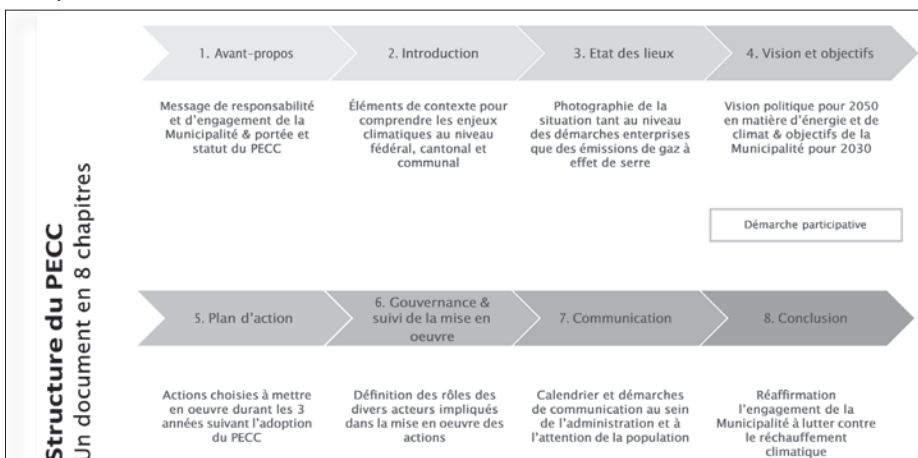 Structure du PECC
Un document en 8 chapitres
1. Avant-propos
2. Introduction
3. Etat des lieux
4. Vision et objectifs
Message de responsabilité
et d'engagement de la
Municipalité & portée et
statut du PECC
Éléments de contexte pour
comprendre les enjeux
climatiques au niveau
fédéral, cantonal et
communal
Photographie de la
situation tant au niveau
des démarches enterprises
que des émissions de gaz à
effet de serre
Vision politique pour 2050
en matière d'énergie et de
climat & objectifs de la
Municipalité pour 2030
Démarche participative
5. Plan d'action
6. Gouvernance &
suivi de la mise en
oeuvre
7. Communication
8. Conclusion
Actions choisies à mettre
en oeuvre durant les 3
années suivant l'adoption
du PECC
Définition des rôles des
divers acteurs impliqués
dans la mise en oeuvre des
actions
Calendrier et démarches
de communication au sein
de l'administration et à
l'attention de la population
Réaffirmation
l'engagement de la
Municipalité à lutter contre
le réchauffement
climatique